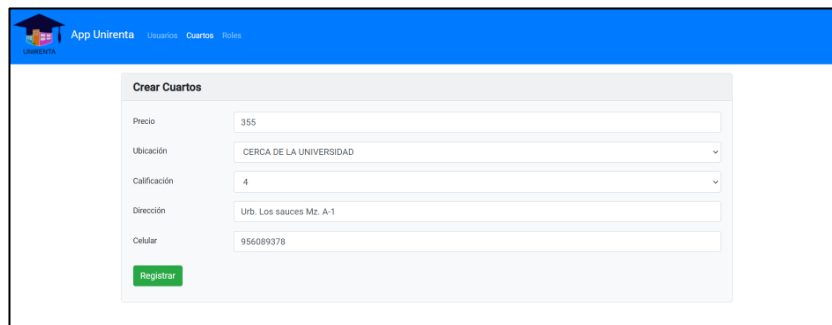 UNIRENTA
App Unirenta Usuarios Cuartos Roles
Crear Cuartos
Precio 355
Ubicación CERCA DE LA UNIVERSIDAD
Calificación 4
Dirección Urb. Los sauces Mz. A-1
Celular 956089378
Registrar